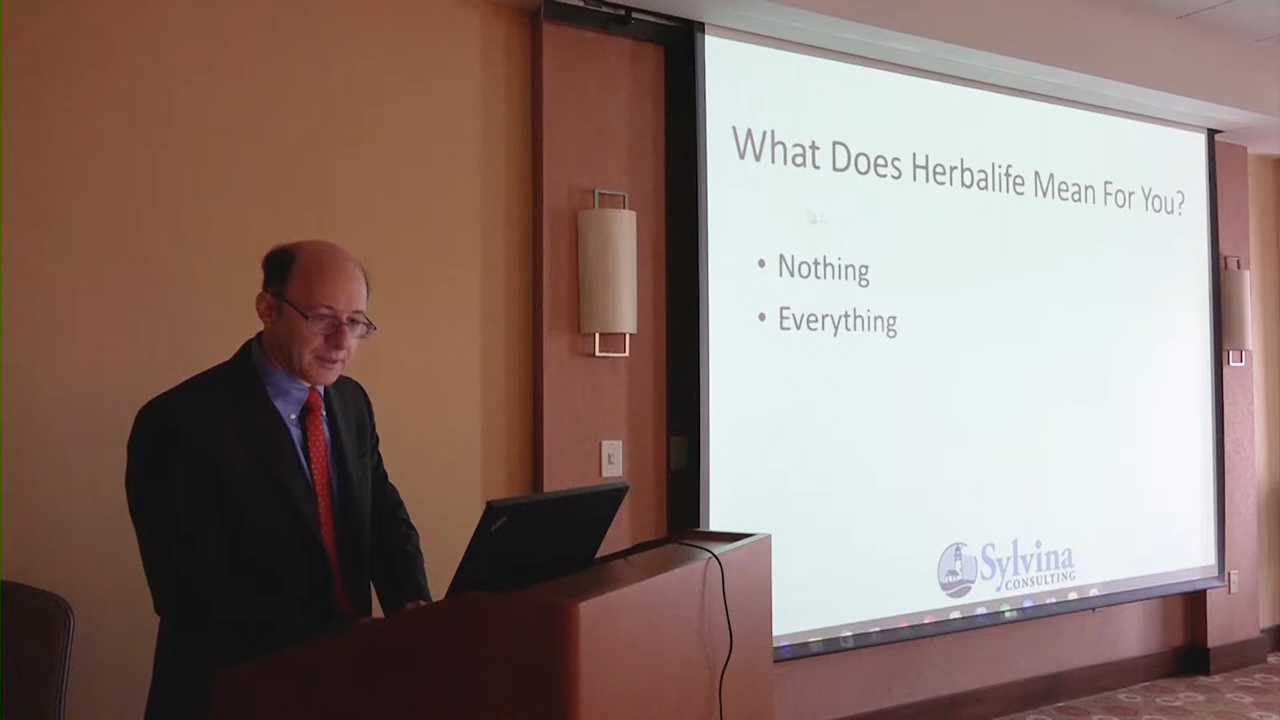 What Does Herbalife Mean For You?
• Nothing
• Everything
Sylvina
CONSULTING